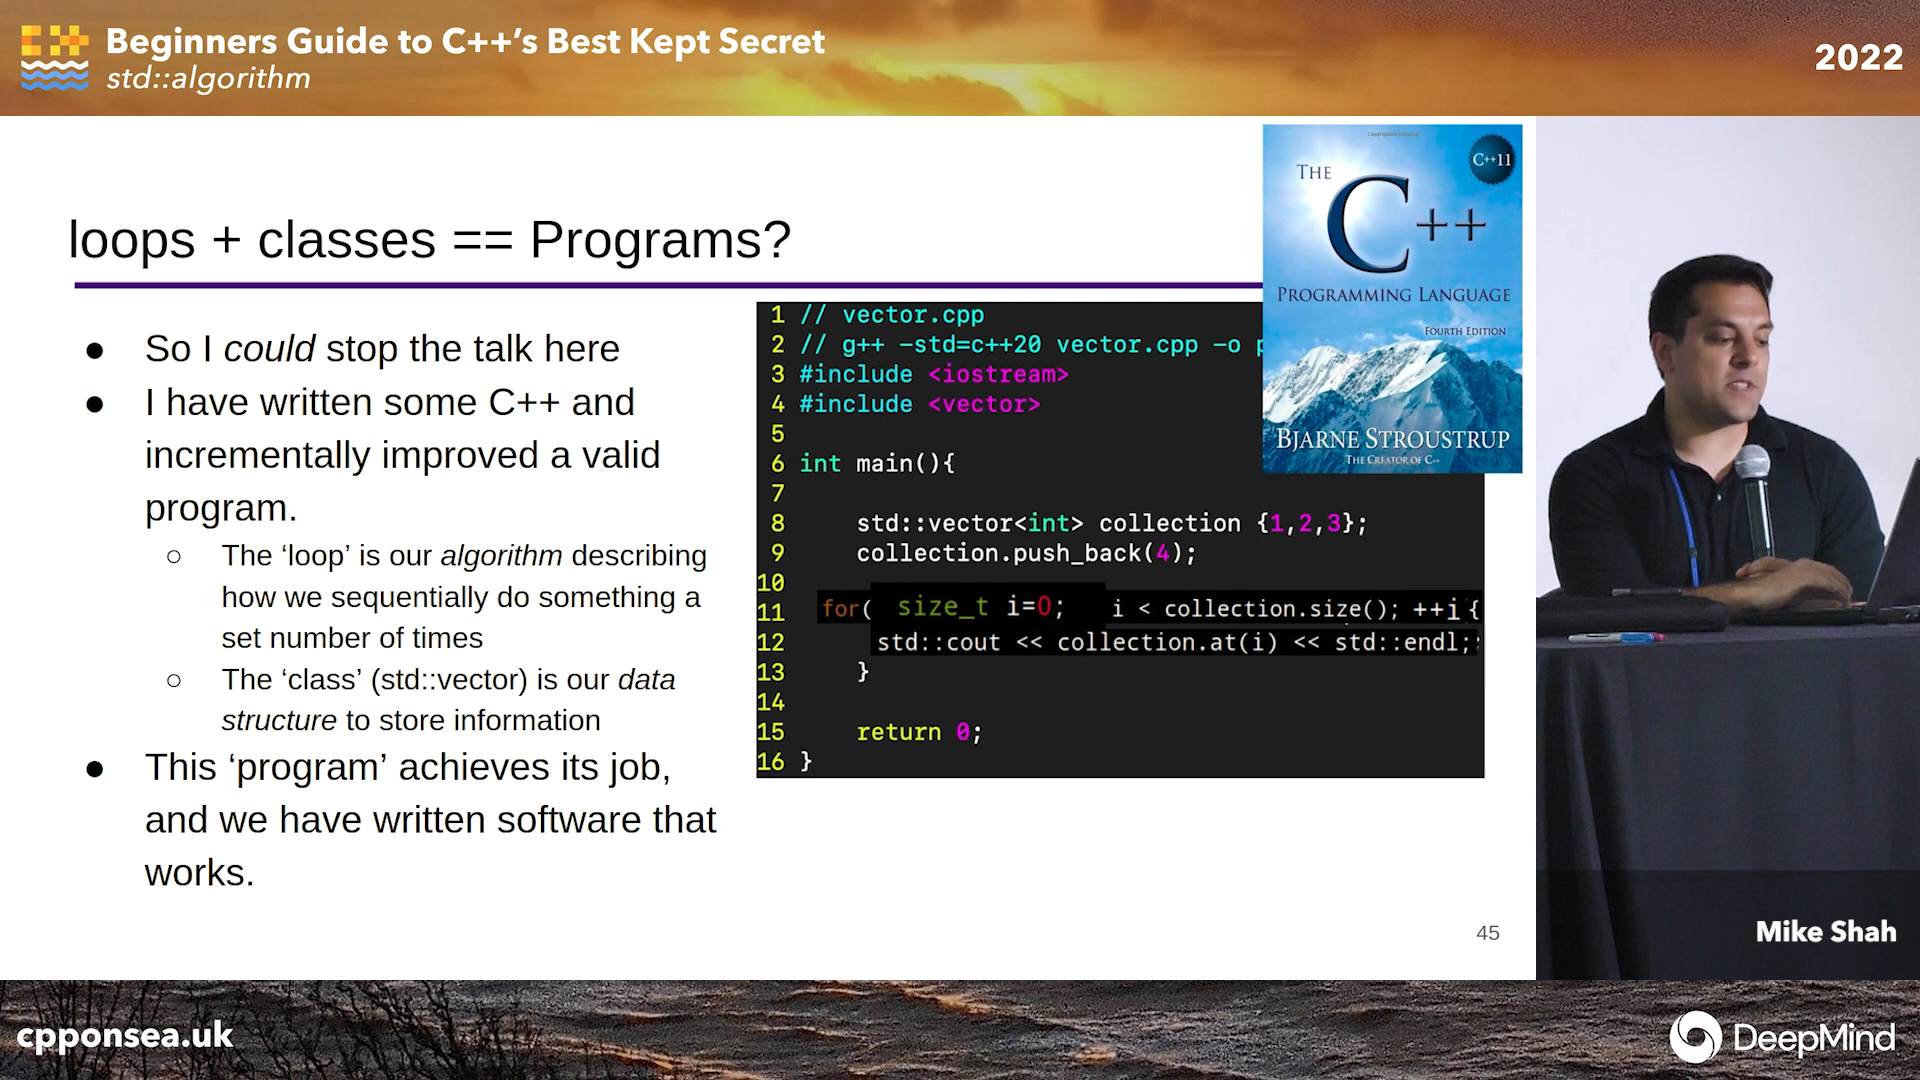 Beginners Guide to C++'s Best Kept Secret
std::algorithm
2022
loops + classes == Programs?
● So I could stop the talk here
● I have written some C++ and
incrementally improved a valid
program.
○ The ‘loop’ is our algorithm describing
how we sequentially do something a
set number of times
○ The ‘class’ (std::vector) is our data
structure to store information
● This ‘program’ achieves its job,
and we have written software that
works.
1 // vector.cpp
2 // g++ -std=c++20 vector.cpp -o
3 #include <iostream>
4 #include <vector>
5
6 int main(){
7
8 std::vector<int> collection {1,2,3};
9 collection.push_back(4);
10
11 for( size_t i=0; i < collection.size(); ++i{
12 std::cout << collection.at(i) << std::endl;
13 }
14
15 return 0;
16 }
C++11
THE
C++
PROGRAMMING LANGUAGE
FOURTH EDITION
BJARNE STROUSTRUP
THE CREATOR OF C++
45
Mike Shah
cpponsea.uk
DeepMind